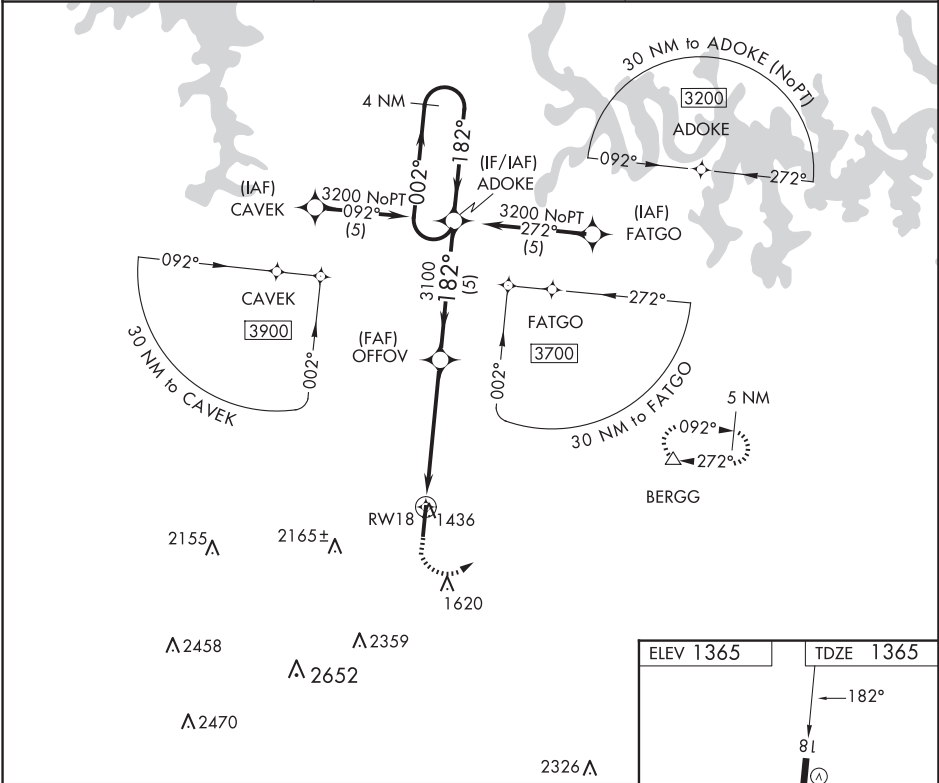 30 NM to ADOKE (NoPT)
3200
ADOKE
092°
272°
4 NM
182°
002°
(IF/IAF)
ADOKE
(IAF)
CAVEK
3200 NoPT
092°
(5)
3200 NoPT
272°
(5)
(IAF)
FATGO
092°
CAVEK
3900
002°
30 NM to CAVEK
3100
182°
(5)
(FAF)
OFFOV
272°
FATGO
3700
002°
30 NM to FATGO
5 NM
092°
272°
BERGG
RW18
1436
2155
2165±
1620
2458
2359
2652
2470
2326
ELEV 1365
TDZE 1365
182°
18